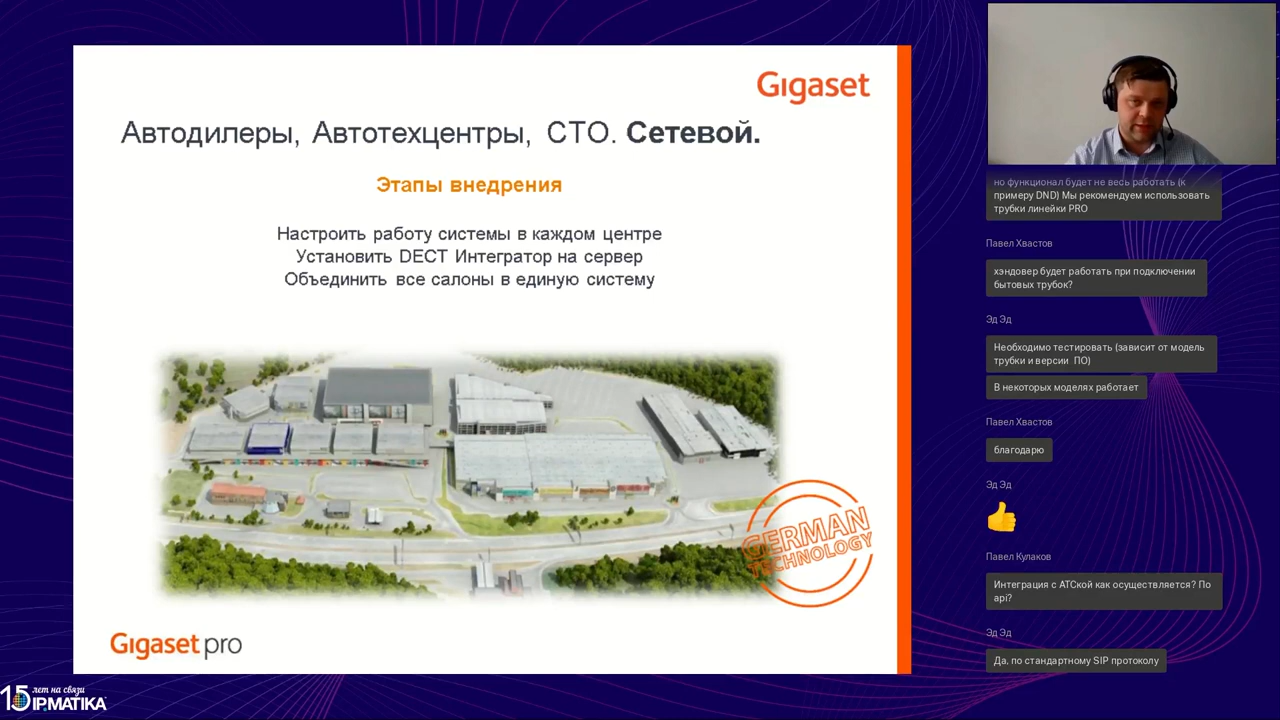 Gigaset
Автодилеры, Автотехцентры, СТО. Сетевой.
Этапы внедрения
Настроить работу системы в каждом центре
Установить DECT Интегратор на сервер
Объединить все салоны в единую систему
GERMAN
TECHNOLOGY
Gigaset pro
15 лет на связи
IPMATIKA
но функционал будет не весь работать (к
примеру DND) Мы рекомендуем использовать
трубки линейки PRO
Павел Хвастов
хэндовер будет работать при подключении
бытовых трубок?
Эд Эд
Необходимо тестировать (зависит от модель
трубки и версии ПО)
В некоторых моделях работает
Павел Хвастов
благодарю
Эд Эд
Павел Кулаков
Интеграция с АТСкой как осуществляется? По
api?
Эд Эд
Да, по стандартному SIP протоколу